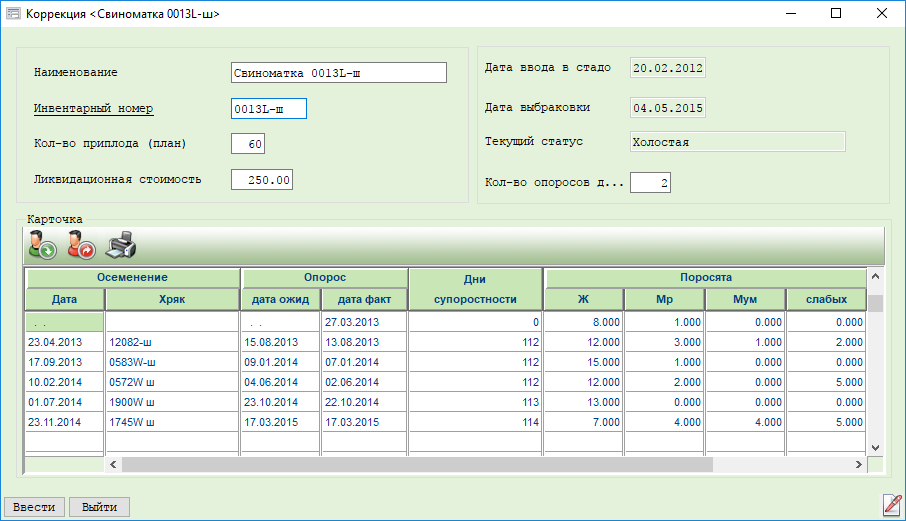 Коррекция <Свиноматка 0013L-ш>
Наименование Свиноматка 0013L-ш
Инвентарный номер 0013L-ш
Кол-во приплода (план) 60
Ликвидационная стоимость 250.00
Дата ввода в стадо 20.02.2012
Дата выбраковки 04.05.2015
Текущий статус Холостая
Кол-во опоросов д... 2
Карточка
Осеменение Опорос Дни супоростности Поросята
Дата Хряк дата ожид дата факт Ж Мр Мум слабых
. . . . 27.03.2013 0 8.000 1.000 0.000 0.000
23.04.2013 12082-ш 15.08.2013 13.08.2013 112 12.000 3.000 1.000 2.000
17.09.2013 0583W-ш 09.01.2014 07.01.2014 112 15.000 1.000 0.000 0.000
10.02.2014 0572W ш 04.06.2014 02.06.2014 112 12.000 2.000 0.000 5.000
01.07.2014 1900W ш 23.10.2014 22.10.2014 113 13.000 0.000 0.000 0.000
23.11.2014 1745W ш 17.03.2015 17.03.2015 114 7.000 4.000 4.000 5.000
Ввести Выйти